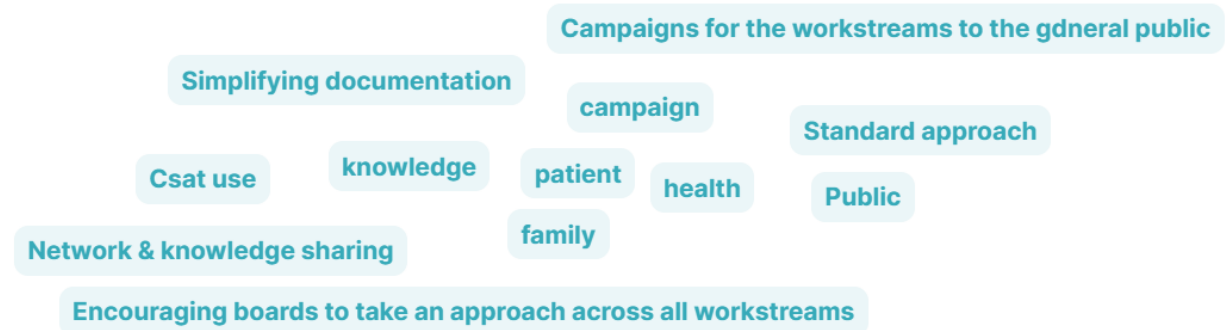 Campaigns for the workstreams to the gdneral public
Simplifying documentation
campaign
Standard approach
knowledge
patient
Csat use
health
Public
family
Network & knowledge sharing
Encouraging boards to take an approach across all workstreams